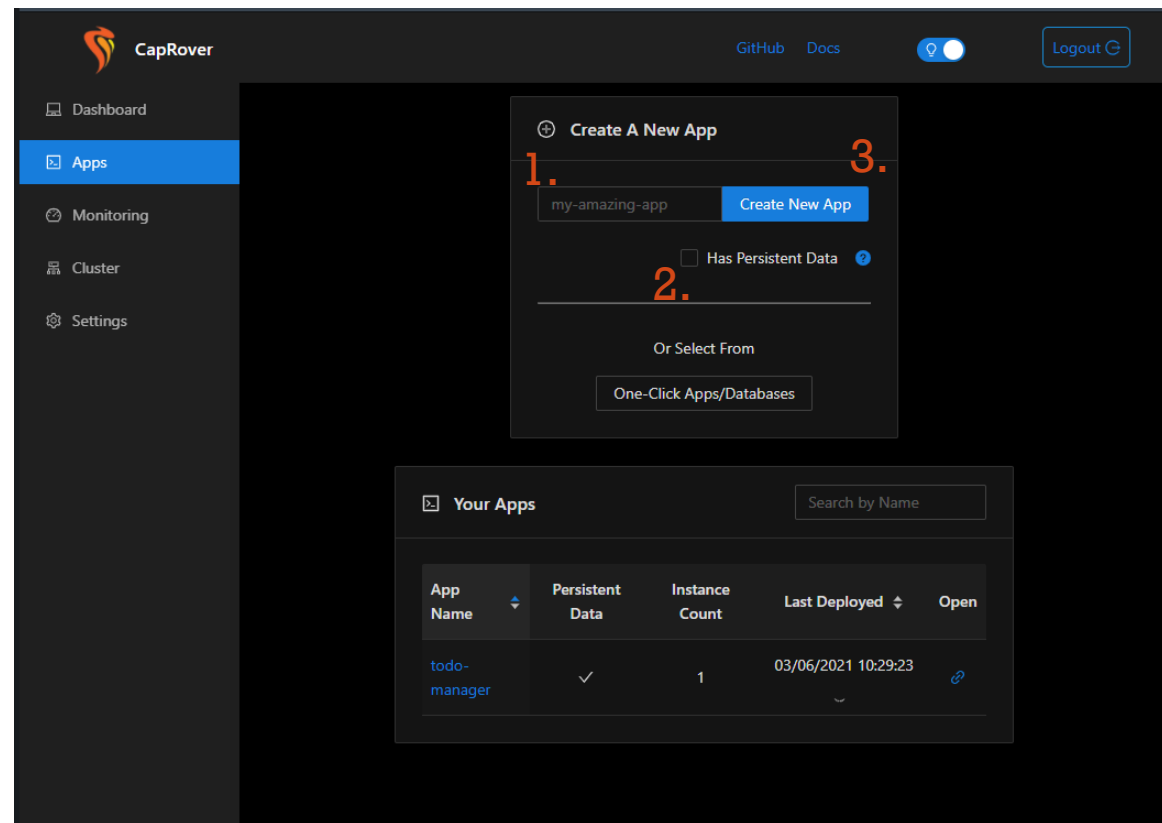 CapRover
GitHub Docs
Logout
Dashboard
Apps
Monitoring
Cluster
Settings
Create A New App
1.
3.
my-amazing-app
Create New App
Has Persistent Data
2.
Or Select From
One-Click Apps/Databases
Your Apps
Search by Name
App
Name
Persistent
Data
Instance
Count
Last Deployed
Open
todo-
manager
1
03/06/2021 10:29:23